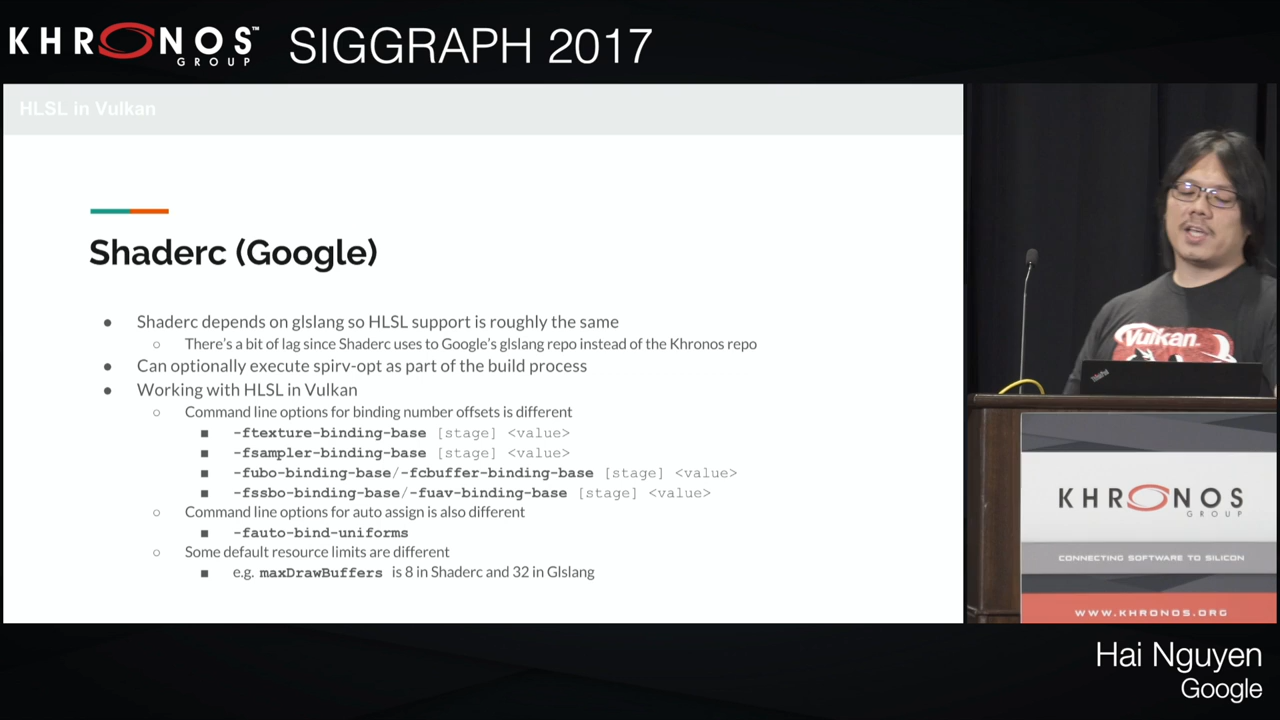 KHRONOS™ GROUP
SIGGRAPH 2017
HLSL in Vulkan
Shaderc (Google)
● Shaderc depends on glslang so HLSL support is roughly the same
○ There's a bit of lag since Shaderc uses to Google's glslang repo instead of the Khronos repo
● Can optionally execute spirv-opt as part of the build process
● Working with HLSL in Vulkan
○ Command line options for binding number offsets is different
■ -ftexture-binding-base [stage] <value>
■ -fsampler-binding-base [stage] <value>
■ -fubo-binding-base/-fcbuffer-binding-base [stage] <value>
■ -fssbo-binding-base/-fuav-binding-base [stage] <value>
○ Command line options for auto assign is also different
■ -fauto-bind-uniforms
○ Some default resource limits are different
■ e.g. maxDrawBuffers is 8 in Shaderc and 32 in Glslang
Vulkan
ThinkPad
KHRONOS
GROUP
CONNECTING SOFTWARE TO SILICON
WWW.KHRONOS.ORG
Hai Nguyen
Google